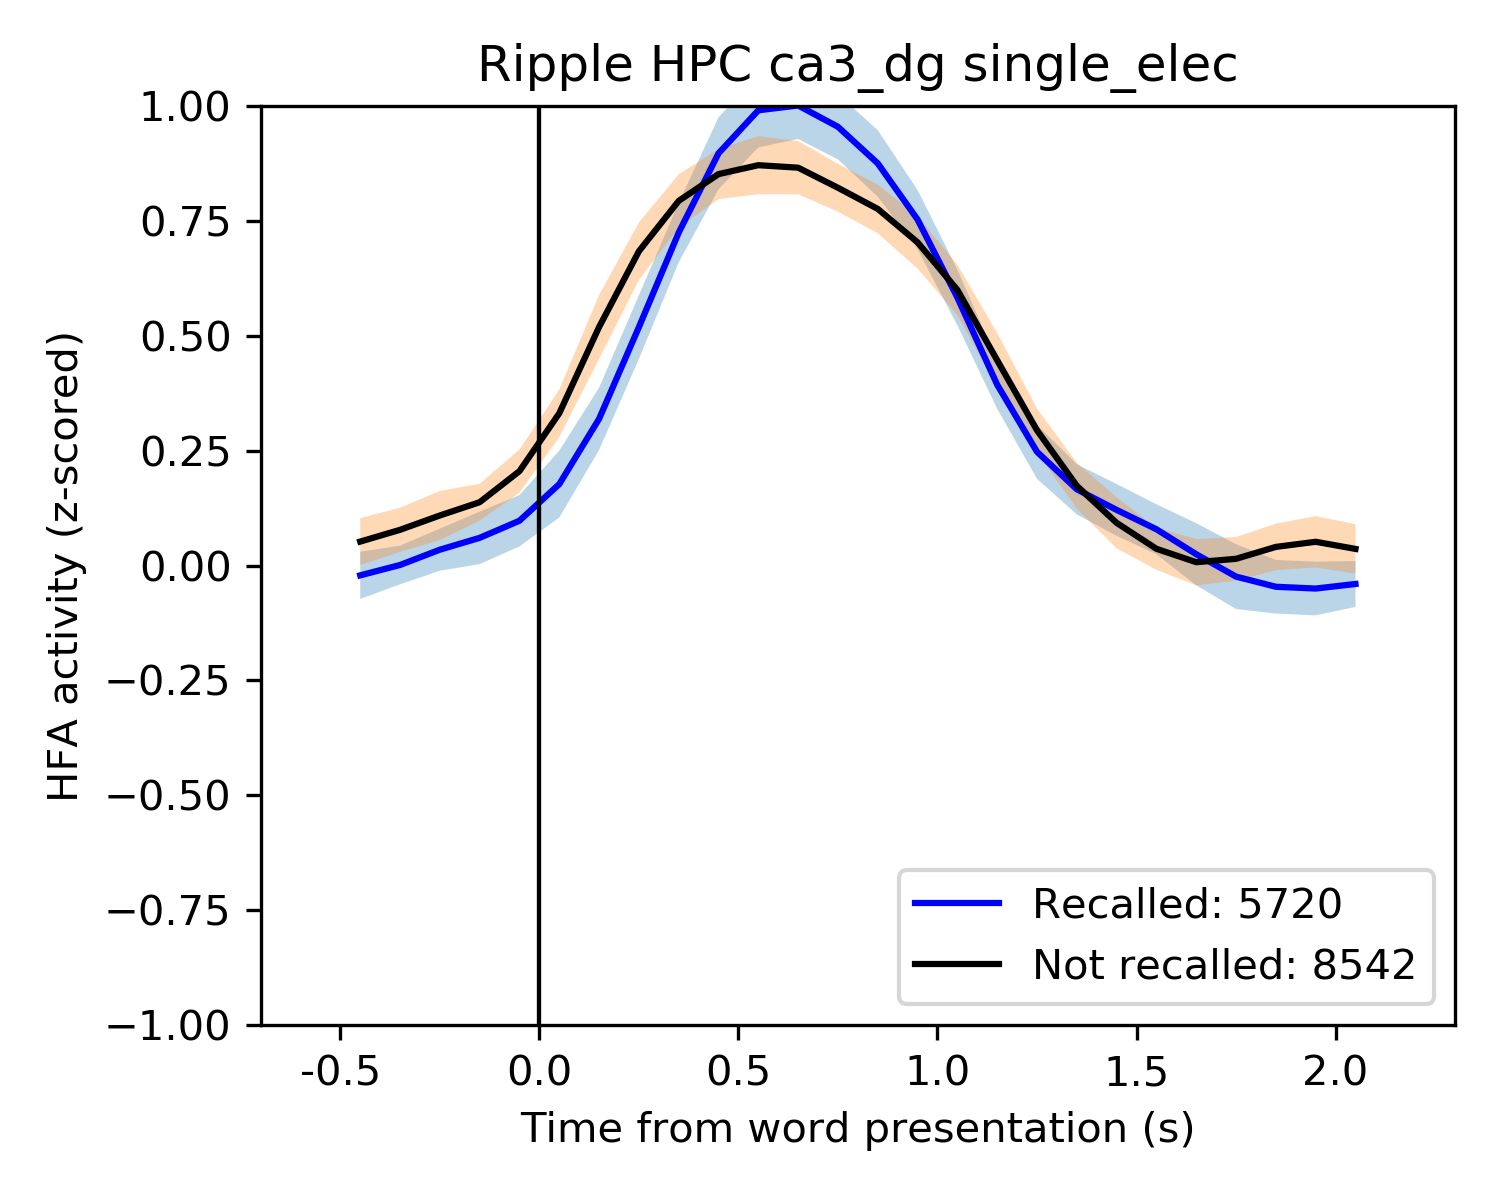 Ripple HPC ca3_dg single_elec
HFA activity (z-scored)
1.00
0.75
0.50
0.25
0.00
−0.25
−0.50
−0.75
−1.00
Recalled: 5720
Not recalled: 8542
-0.5 0.0 0.5 1.0 1.5 2.0
Time from word presentation (s)